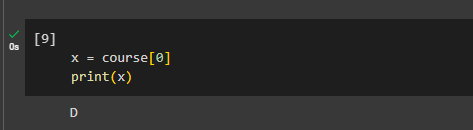 [9]
0s
x = course[0]
print(x)
D